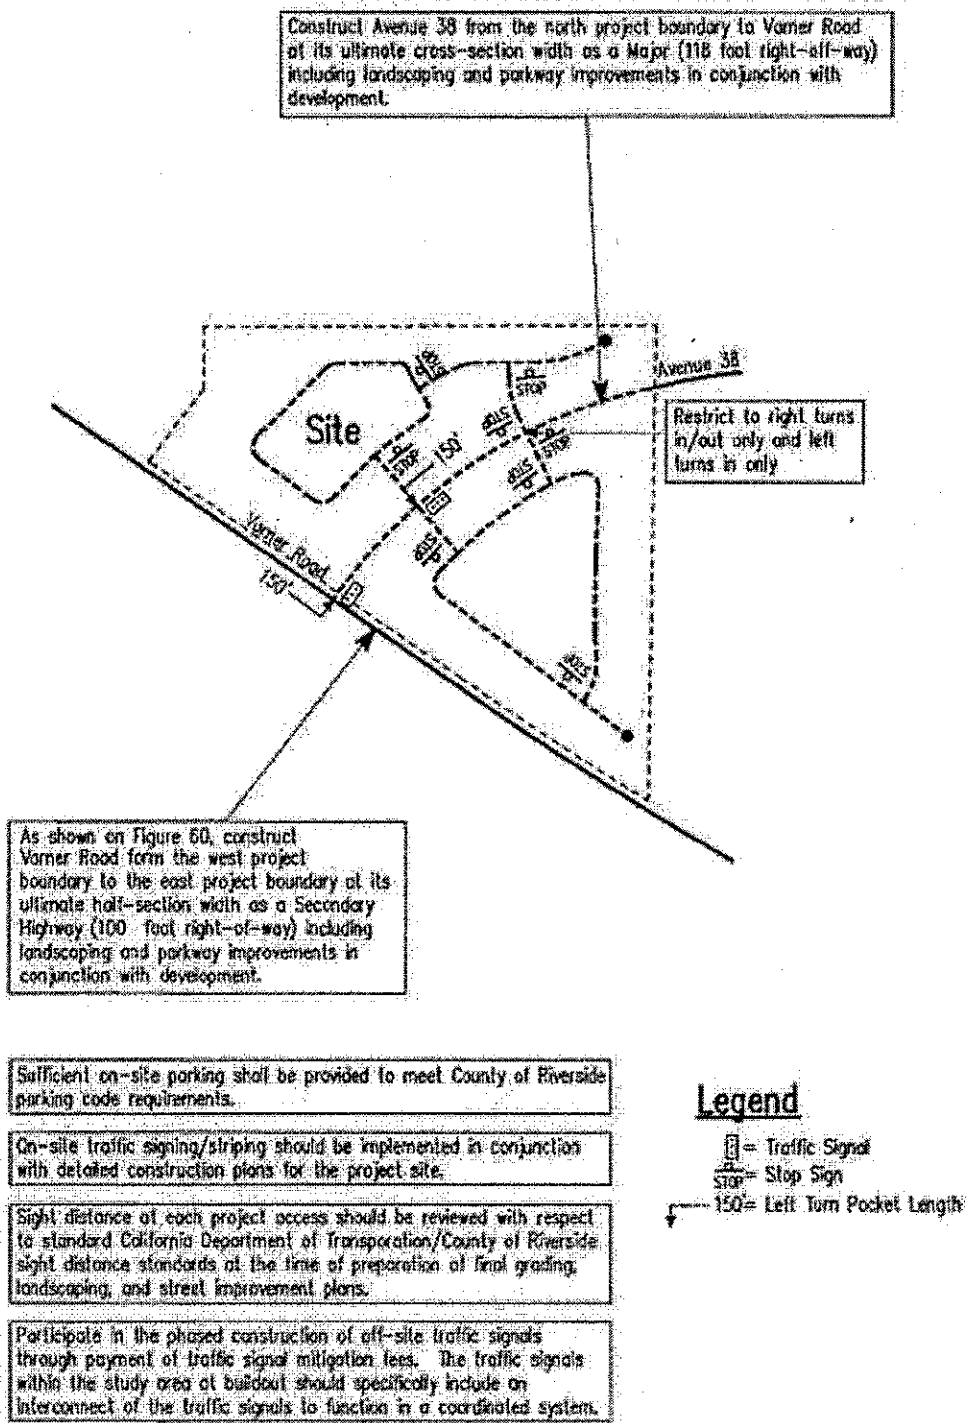 Construct Avenue 38 from the north project boundary to Varner Road
at its ultimate cross-section width as a Major (118 foot right-off-way)
including landscaping and parkway improvements in conjunction with
development.
Avenue 38
STOP
STOP
Restrict to right turns
in/out only and left
turns in only
Site
STOP
STOP
150'
STOP
STOP
STOP
Varner Road
150'
STOP
As shown on Figure 60, construct
Varner Road form the west project
boundary to the east project boundary at its
ultimate half-section width as a Secondary
Highway (100 foot right-of-way) including
landscaping and parkway improvements in
conjunction with development.
Sufficient on-site parking shall be provided to meet County of Riverside
parking code requirements.
On-site traffic signing/striping should be implemented in conjunction
with detailed construction plans for the project site.
Sight distance at each project access should be reviewed with respect
to standard California Department of Transporation/County of Riverside
sight distance standards at the time of preparation of final grading,
landscaping, and street improvement plans.
Participate in the phased construction of off-site traffic signals
through payment of traffic signal mitigation fees. The traffic signals
within the study area at buildout should specifically include an
interconnect of the traffic signals to function in a coordinated system.
Legend
= Traffic Signal
STOP = Stop Sign
150'= Left Turn Pocket Length